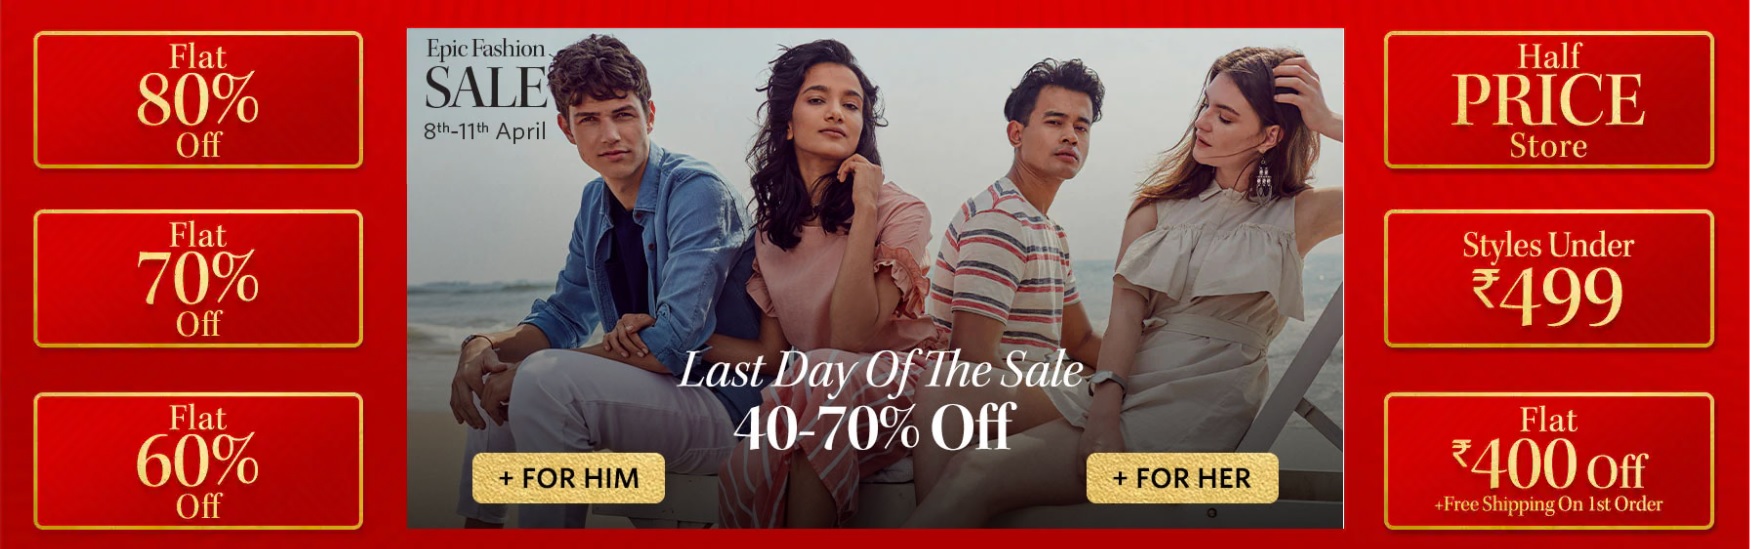 Flat
80%
Off
Flat
70%
Off
Flat
60%
Off
Epic Fashion
SALE
8th-11th April
Last Day Of The Sale
40-70% Off
+ FOR HIM
+ FOR HER
Half
PRICE
Store
Styles Under
₹499
Flat
₹400 Off
+Free Shipping On 1st Order